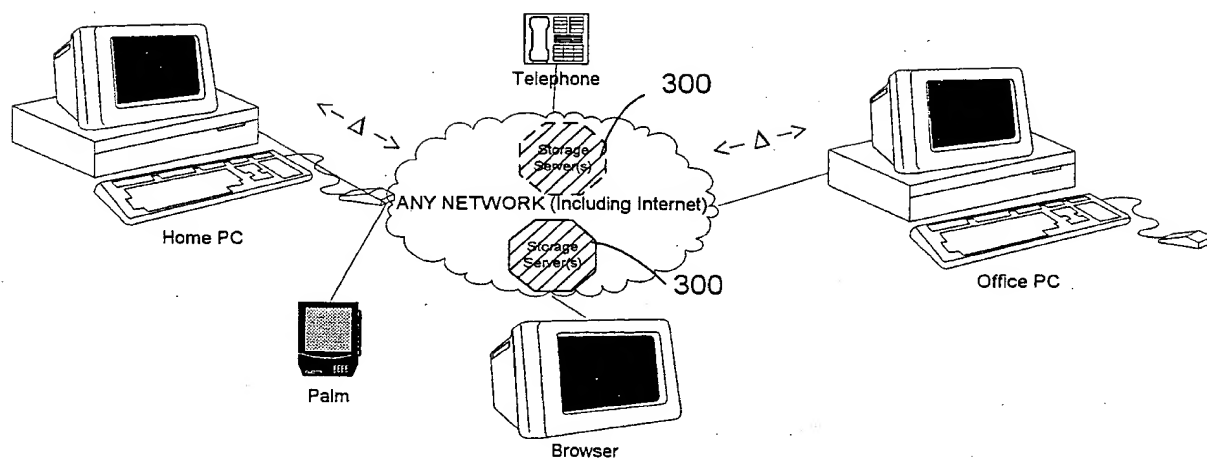 Telephone
300
<-Δ->
<-Δ->
Storage
Server(s)
ANY NETWORK (Including Internet)
Home PC
Storage
Server(s)
300
Office PC
Palm
Browser